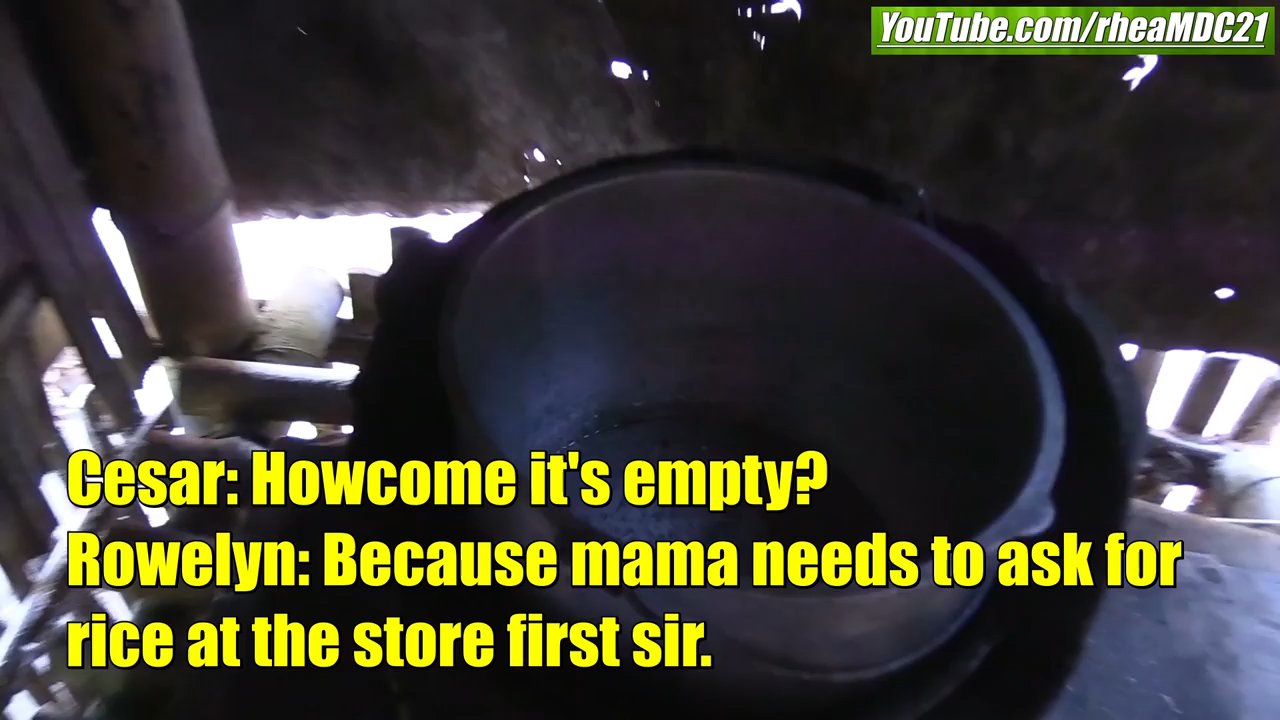 YouTube.com/rheaMDC21
Cesar: Howcome it's empty?
Rowelyn: Because mama needs to ask for
rice at the store first sir.